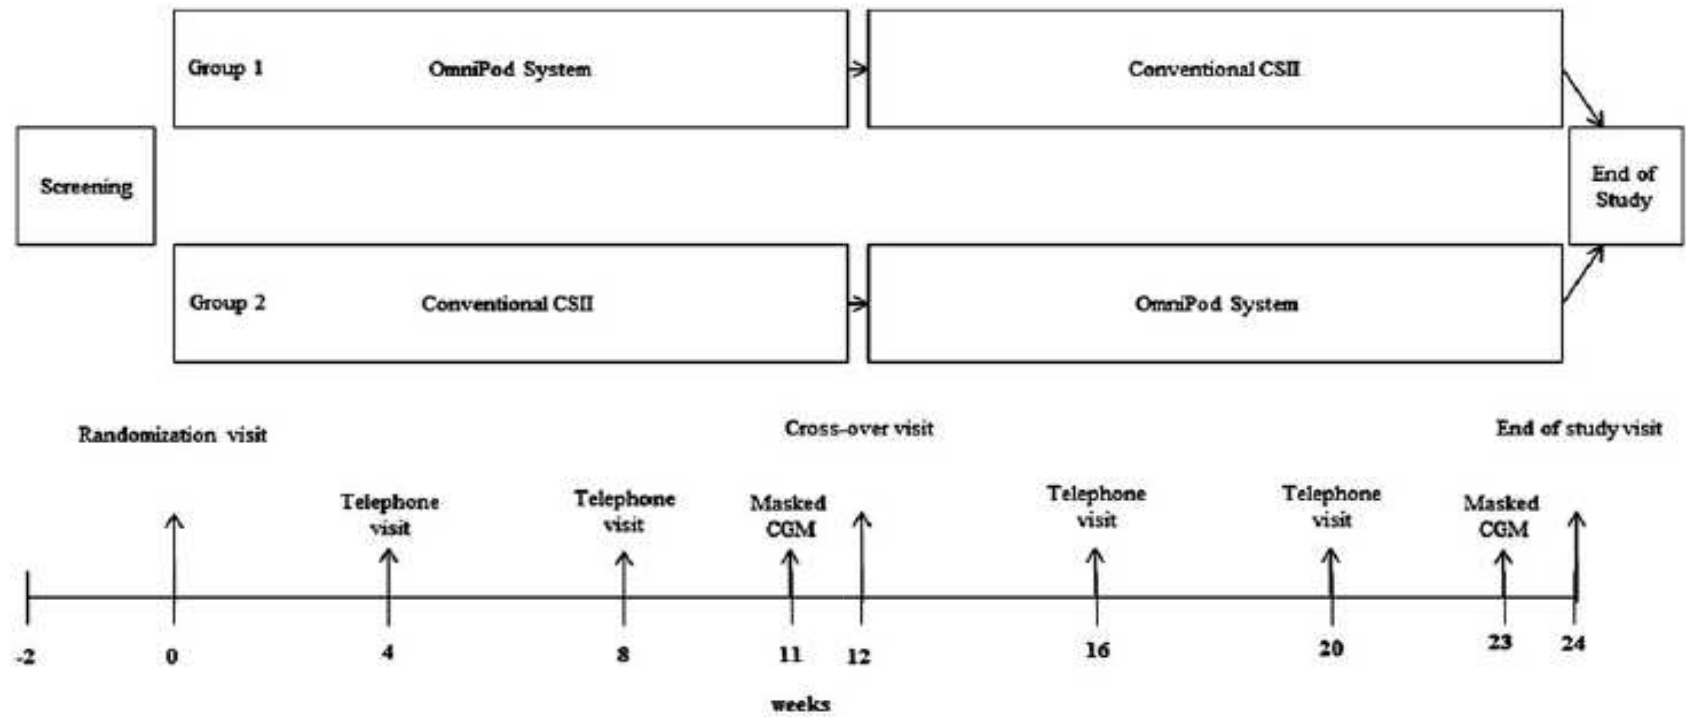 Group 1 OmniPod System Conventional CSII
Screening
End of
Study
Group 2 Conventional CSII OmniPod System
Randomization visit Cross-over visit End of study visit
Telephone
visit
Telephone
visit
Masked
CGM
Telephone
visit
Telephone
visit
Masked
CGM
-2 0 4 8 11 12 16 20 23 24
weeks